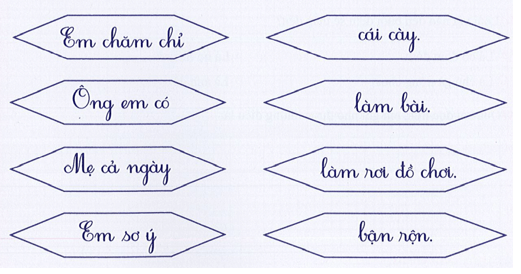 Em chăm chỉ
cái cày.
Ông em có
làm bài.
Mẹ cả ngày
làm rơi đồ chơi.
Em sơ ý
bận rộn.